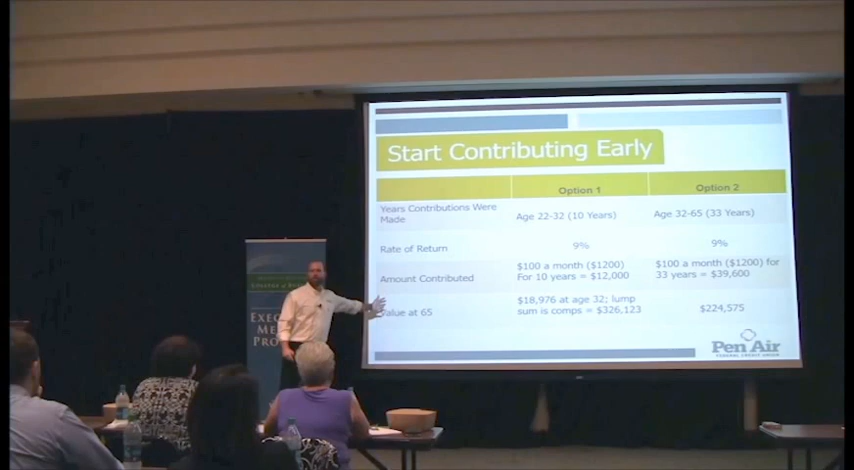 Start Contributing Early
Option 1
Option 2
Years Contributions Were
Made
Age 22-32 (10 Years)
Age 32-65 (33 Years)
Rate of Return
9%
9%
Amount Contributed
$100 a month ($1200)
For 10 years = $12,000
$100 a month ($1200) for
33 years = $39,600
Value at 65
$18,976 at age 32; lump
sum is comps = $326,123
$224,575
Pen Air
FEDERAL CREDIT UNION